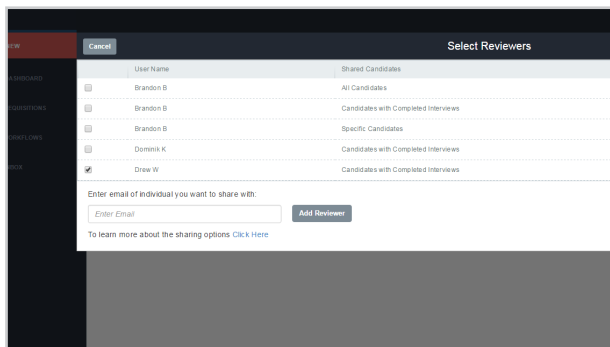 Cancel
Select Reviewers
User Name Shared Candidates
Brandon B All Candidates
Brandon B Candidates with Completed Interviews
Brandon B Specific Candidates
Dominik K Candidates with Completed Interviews
Drew W Candidates with Completed Interviews
Enter email of individual you want to share with:
Enter Email
Add Reviewer
To learn more about the sharing options Click Here